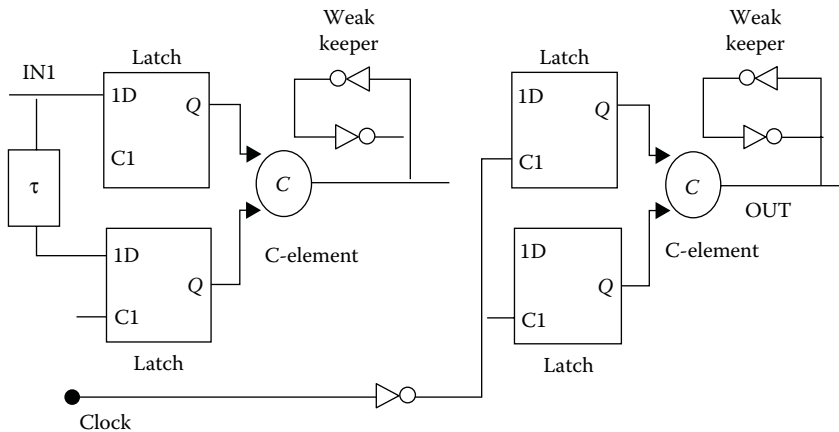 Weak
keeper
Latch
IN1
1D
Q
C1
τ
C
1D
Q
C1
C-element
Latch
Clock
Weak
keeper
Latch
1D
Q
C1
C
OUT
1D
Q
C1
C-element
Latch